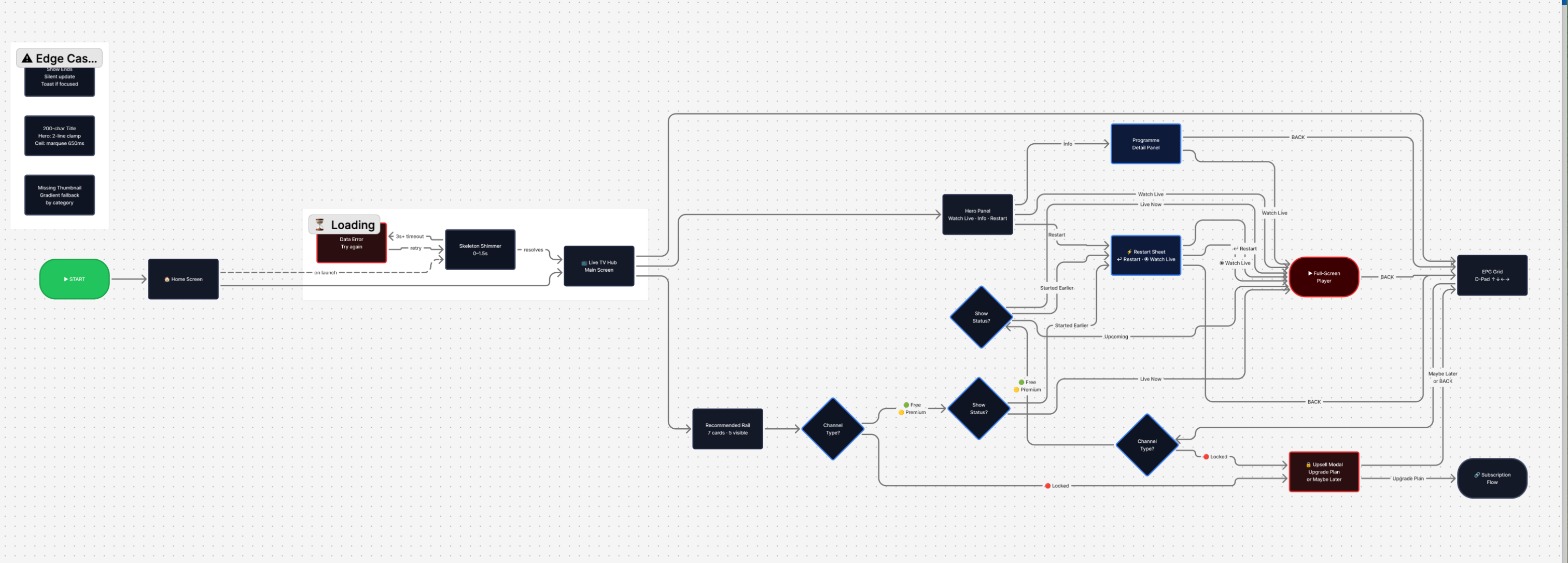 ⚠ Edge Cas...
Show Ends
Silent update
Toast if focused
200-char Title
Hero: 2-line clamp
Cell: marquee 650ms
Missing Thumbnail
Gradient fallback
by category
▶ START
🏠 Home Screen
on launch
⏳ Loading
Data Error
Try again
3s+ timeout
retry
Skeleton Shimmer
0–1.5s
resolves
📺 Live TV Hub
Main Screen
Hero Panel
Watch Live · Info · Restart
Info
Watch Live
Live Now
Restart
Programme
Detail Panel
BACK
Watch Live
⚡ Restart Sheet
↩ Restart · 👁 Watch Live
↩ Restart
👁 Watch Live
▶ Full-Screen
Player
BACK
EPG Grid
D-Pad ↑↓←→
Show
Status?
Started Earlier
Started Earlier
Upcoming
Live Now
BACK
Maybe Later
or BACK
🟢 Free
🟡 Premium
Recommended Rail
7 cards · 5 visible
Channel
Type?
🟢 Free
🟡 Premium
Show
Status?
Channel
Type?
🔴 Locked
🔴 Locked
🔒 Upsell Modal
Upgrade Plan
or Maybe Later
Upgrade Plan
🔗 Subscription
Flow